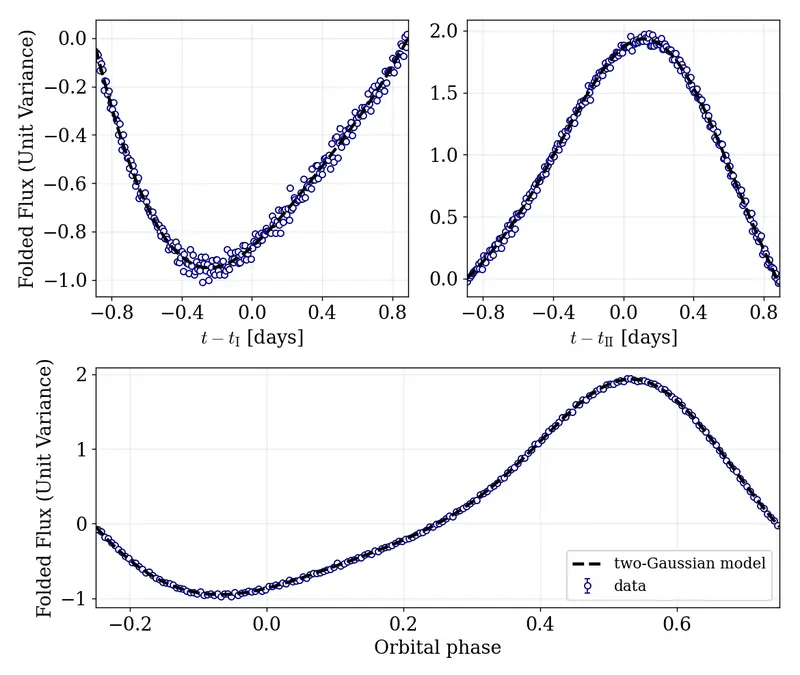 Folded Flux (Unit Variance)
0.0
−0.2
−0.4
−0.6
−0.8
−1.0
−0.8 −0.4 0.0 0.4 0.8
t − t_I [days]
2.0
1.5
1.0
0.5
0.0
−0.8 −0.4 0.0 0.4 0.8
t − t_II [days]
Folded Flux (Unit Variance)
2
1
0
−1
two-Gaussian model
data
−0.2 0.0 0.2 0.4 0.6
Orbital phase